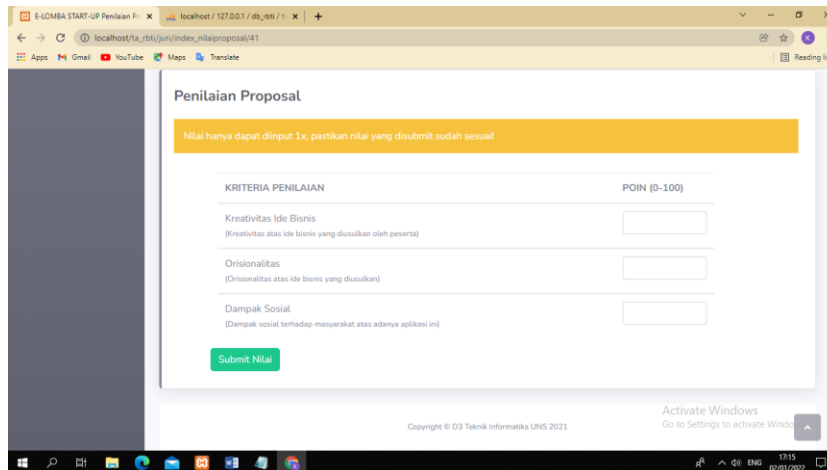 E-LOMBA START-UP Penilaian Pr
localhost / 127.0.0.1 / db_rbti / t
localhost/ta_rbti/juri/index_nilaiproposal/41
K
Apps
Gmail
YouTube
Maps
Translate
Reading li
Penilaian Proposal
Nilai hanya dapat diinput 1x, pastikan nilai yang disubmit sudah sesuai!
KRITERIA PENILAIAN POIN (0-100)
Kreativitas Ide Bisnis
(Kreativitas atas ide bisnis yang diusulkan oleh peserta)
Orisionalitas
(Orisionalitas atas ide bisnis yang diusulkan)
Dampak Sosial
(Dampak sosial terhadap masyarakat atas adanya aplikasi ini)
Submit Nilai
Activate Windows
Go to Settings to activate Windo
Copyright © D3 Teknik Informatika UNS 2021
ENG
17:15
02/01/2022